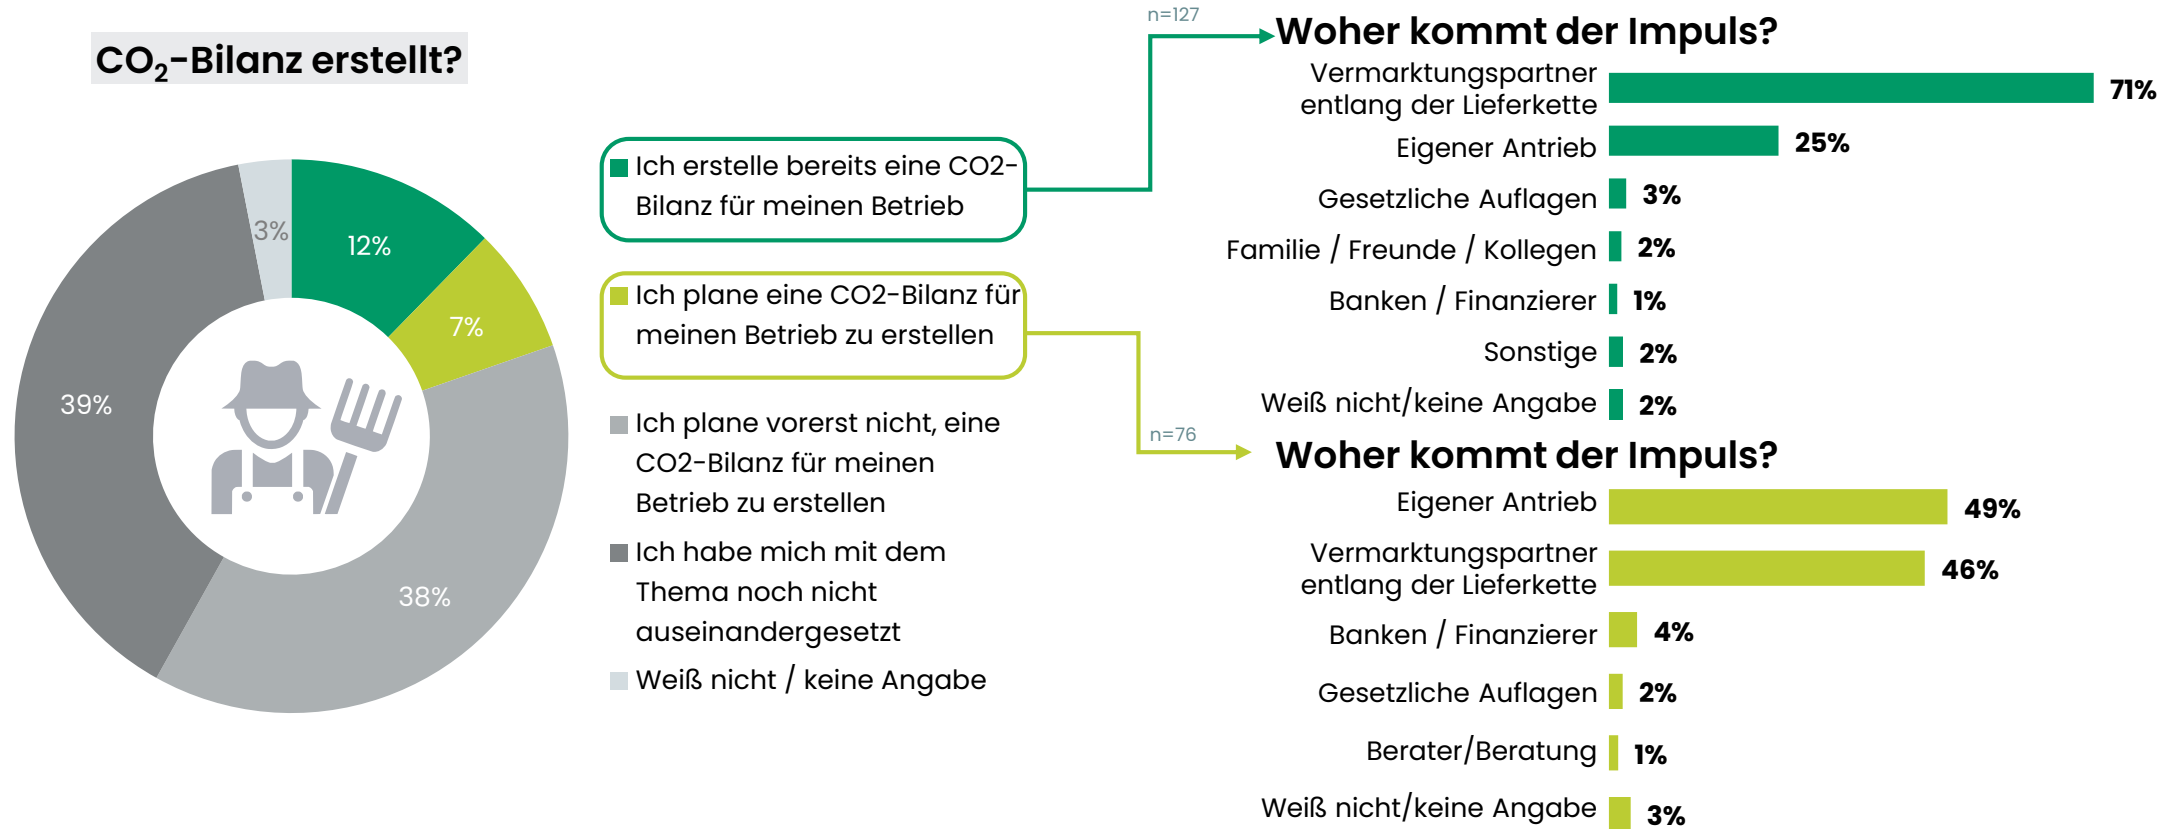 CO₂-Bilanz erstellt?
3%
12%
7%
39%
38%
Ich erstelle bereits eine CO2-
Bilanz für meinen Betrieb
Ich plane eine CO2-Bilanz für
meinen Betrieb zu erstellen
Ich plane vorerst nicht, eine
CO2-Bilanz für meinen
Betrieb zu erstellen
Ich habe mich mit dem
Thema noch nicht
auseinandergesetzt
Weiß nicht / keine Angabe
n=127
Woher kommt der Impuls?
Vermarktungspartner
entlang der Lieferkette
71%
Eigener Antrieb
25%
Gesetzliche Auflagen
3%
Familie / Freunde / Kollegen
2%
Banken / Finanzierer
1%
Sonstige
2%
Weiß nicht/keine Angabe
2%
n=76
Woher kommt der Impuls?
Eigener Antrieb
49%
Vermarktungspartner
entlang der Lieferkette
46%
Banken / Finanzierer
4%
Gesetzliche Auflagen
2%
Berater/Beratung
1%
Weiß nicht/keine Angabe
3%